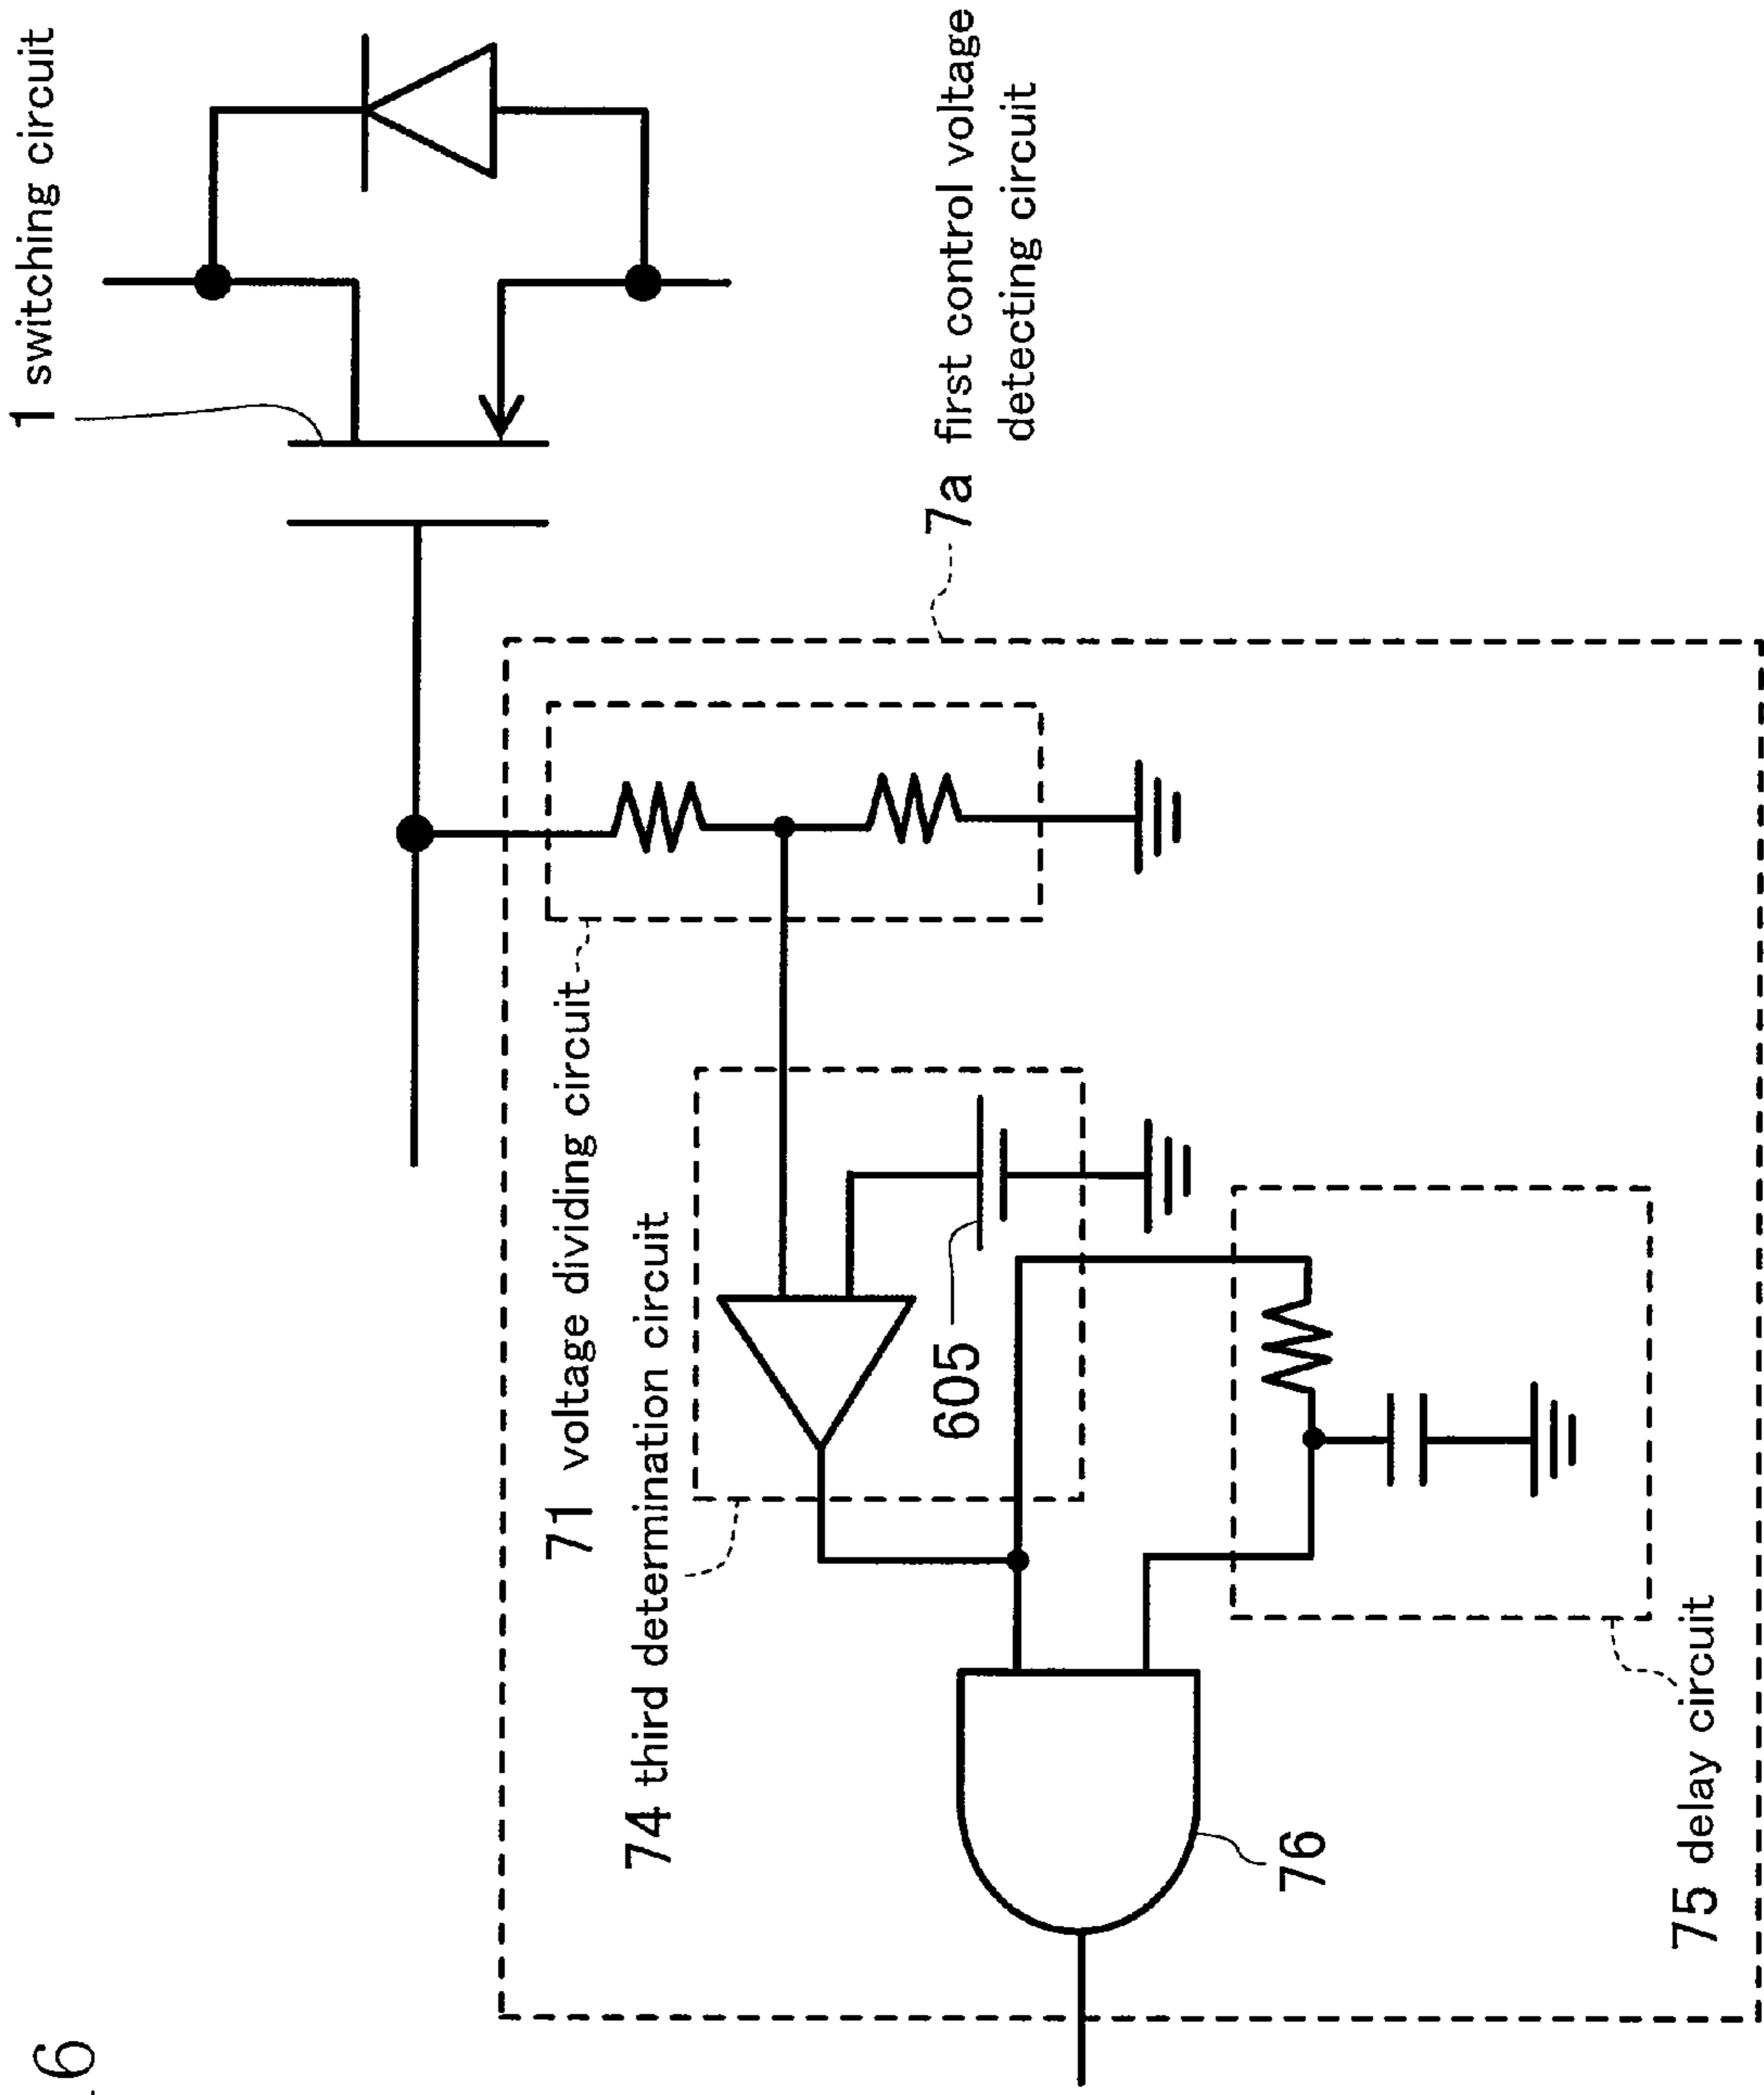 6
1 switching circuit
7a first control voltage
detecting circuit
71 voltage dividing circuit
74 third determination circuit
605
76
75 delay circuit